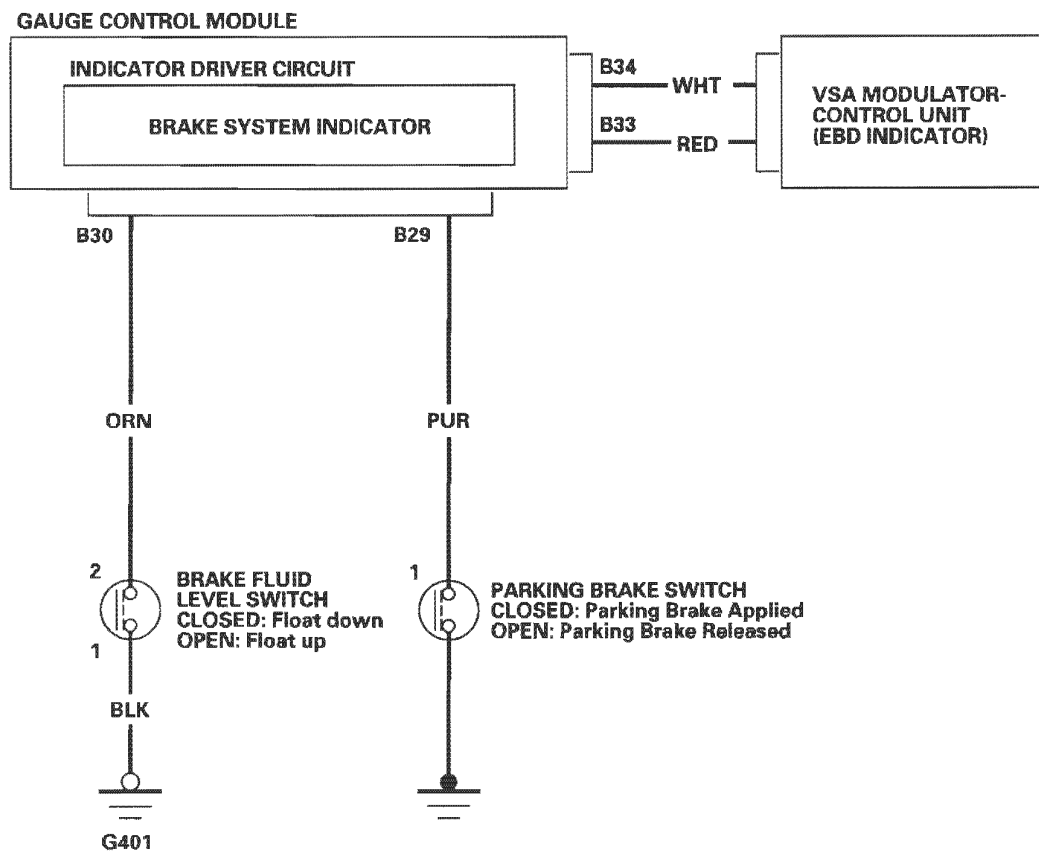 GAUGE CONTROL MODULE
INDICATOR DRIVER CIRCUIT
BRAKE SYSTEM INDICATOR
B34
WHT
B33
RED
VSA MODULATOR-
CONTROL UNIT
(EBD INDICATOR)
B30
B29
ORN
PUR
2
BRAKE FLUID
LEVEL SWITCH
CLOSED: Float down
OPEN: Float up
1
1
PARKING BRAKE SWITCH
CLOSED: Parking Brake Applied
OPEN: Parking Brake Released
BLK
G401